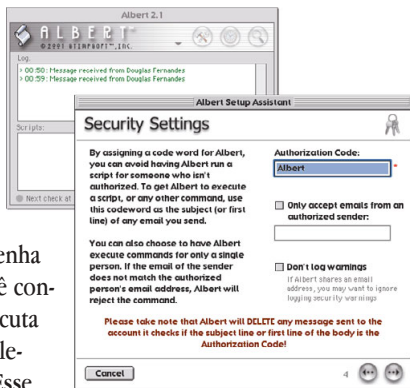 Albert 2.1
ALBERT™
©2001 ATIMPSOFT™, INC.
Log:
> 00:50: Message received from Douglas Fernandes
> 00:59: Message received from Douglas Fernandes
Scripts:
Next check at
Albert Setup Assistant
Security Settings
By assigning a code word for Albert,
you can avoid having Albert run a
script for someone who isn't
authorized. To get Albert to execute
a script, or any other command, use
this codeword as the subject (or first
line) of any email you send.
You can also choose to have Albert
execute commands for only a single
person. If the email of the sender
does not match the authorized
person's email address, Albert will
reject the command.
Authorization Code:
Albert
*
Only accept emails from an
authorized sender:
Don't log warnings
If Albert shares an email
address, you may want to ignore
logging security warnings
Please take note that Albert will DELETE any message sent to the
account it checks if the subject line or first line of the body is the
Authorization Code!
Cancel
4
enha
ê con-
cuta
le-
Esse